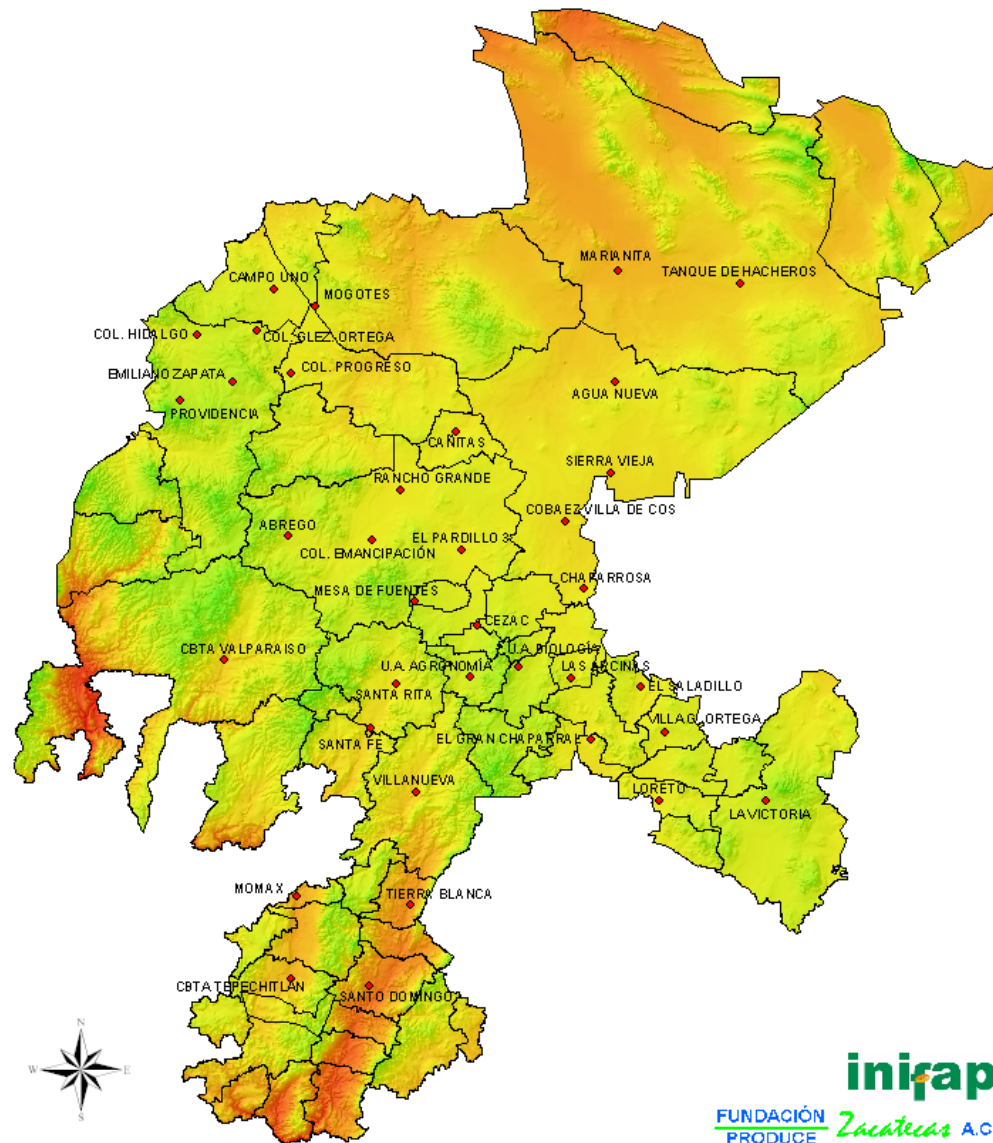 MARIANITA
TANQUE DE HACHEROS
CAMPO UNO
MOGOTES
COL. HIDALGO
COL. GLEZ. ORTEGA
COL. PROGRESO
EMILIANO ZAPATA
PROVIDENCIA
AGUA NUEVA
CAÑITAS
SIERRA VIEJA
RANCHO GRANDE
COBAEZ VILLA DE COS
ABREGO
EL PARDILLO 3
COL. EMANCIPACIÓN
CHAPARROSA
MESA DE FUENTES
CEZAC
U.A. BIOLOGÍA
CBTA VALPARAISO
U.A. AGRONOMÍA
LAS ARCINAS
SANTA RITA
EL SALADILLO
VILLA G. ORTEGA
SANTA FE
EL GRAN CHAPARRAL
VILLANUEVA
LORETO
LA VICTORIA
MOMAX
TIERRA BLANCA
CBTA TEPECHITLÁN
SANTO DOMINGO
N
W E
S
inifap
FUNDACIÓN
PRODUCE Zacatecas A.C